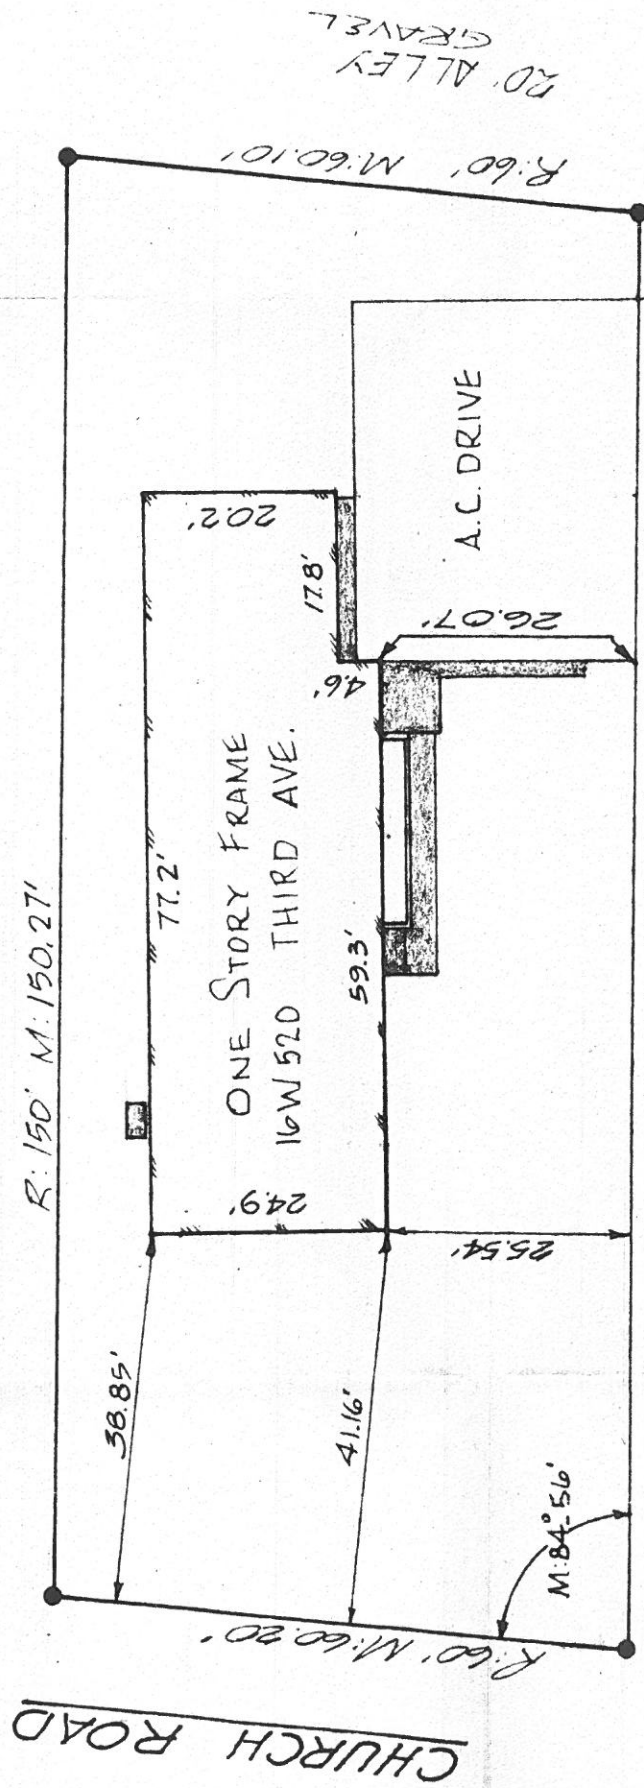 20' ALLEY
GRAVEL
R:60' M:60.10'
R:150' M:150.27'
20.2'
17.8'
A.C. DRIVE
26.07'
4.6'
ONE STORY FRAME
16W520 THIRD AVE.
77.2'
59.3'
24.9'
25.54'
38.85'
41.16'
M:84°-56'
R:60' M:60.20'
CHURCH ROAD